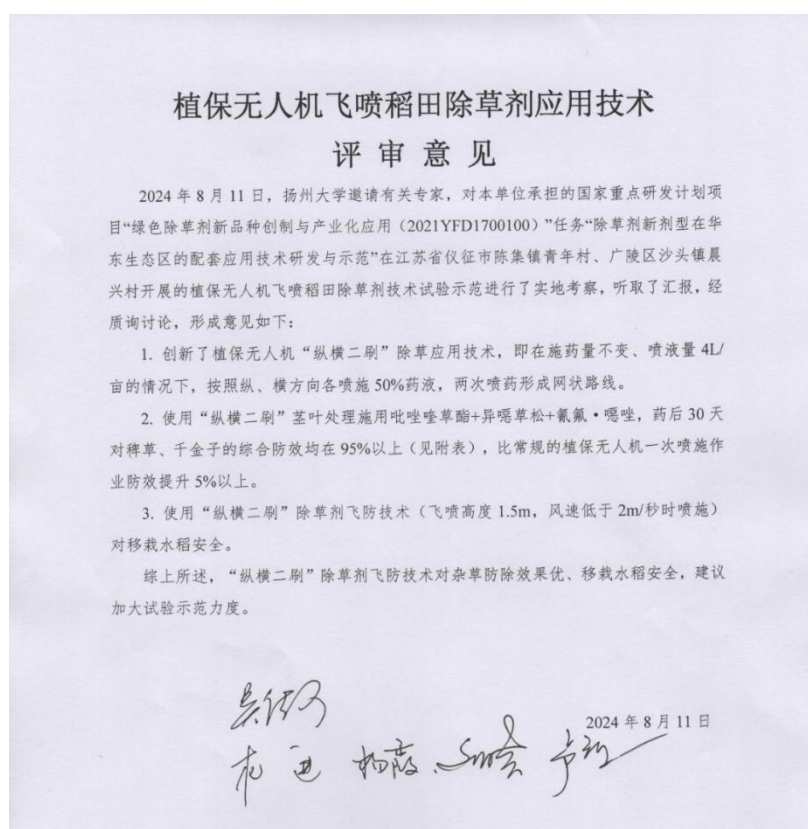 植保无人机飞喷稻田除草剂应用技术
评 审 意 见
2024 年 8 月 11 日，扬州大学邀请有关专家，对本单位承担的国家重点研发计划项
目“绿色除草剂新品种创制与产业化应用（2021YFD1700100）”任务“除草剂新剂型在华
东生态区的配套应用技术研发与示范”在江苏省仪征市陈集镇青年村、广陵区沙头镇晨
兴村开展的植保无人机飞喷稻田除草剂技术试验示范进行了实地考察，听取了汇报，经
质询讨论，形成意见如下：
1. 创新了植保无人机“纵横二刷”除草应用技术，即在施药量不变、喷液量 4L/
亩的情况下，按照纵、横方向各喷施 50%药液，两次喷药形成网状路线。
2. 使用“纵横二刷”茎叶处理施用吡唑喹草酯+异噁草松+氰氟·噁唑，药后 30 天
对稗草、千金子的综合防效均在 95%以上（见附表），比常规的植保无人机一次喷施作
业防效提升 5%以上。
3. 使用“纵横二刷”除草剂飞防技术（飞喷高度 1.5m，风速低于 2m/秒时喷施）
对移栽水稻安全。
综上所述，“纵横二刷”除草剂飞防技术对杂草防除效果优、移栽水稻安全，建议
加大试验示范力度。
2024 年 8 月 11 日
杨霞